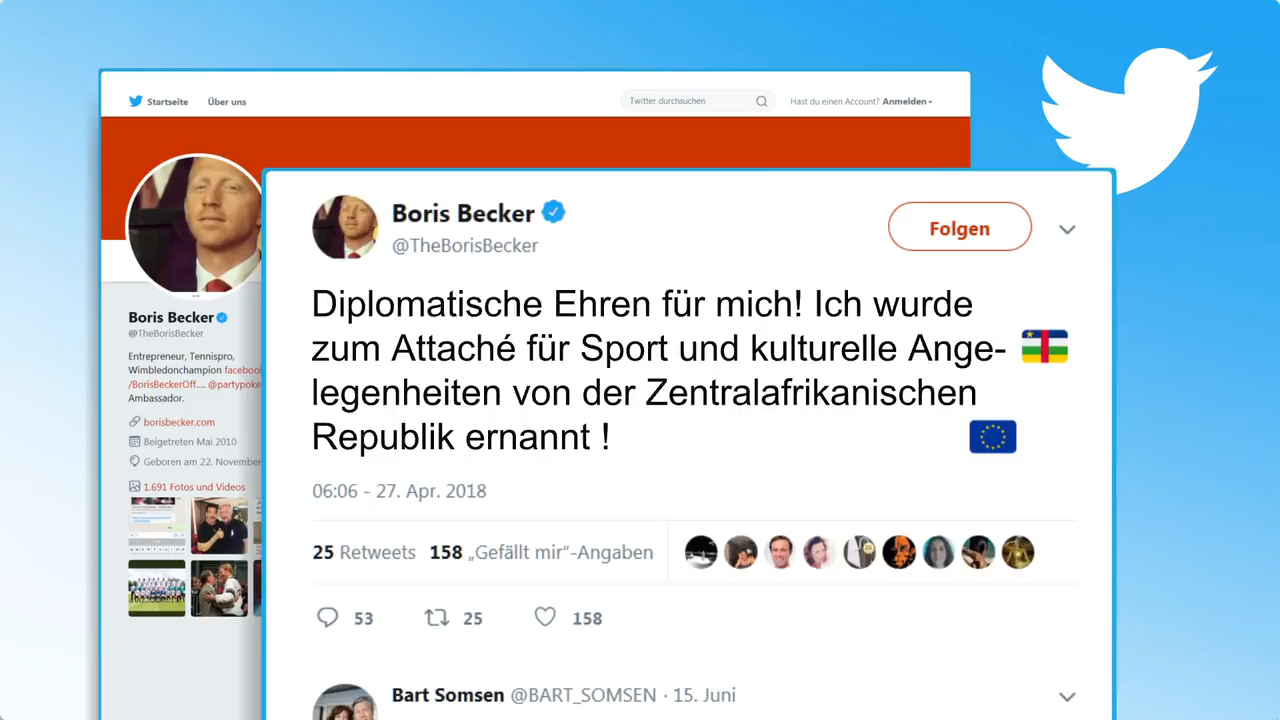 Startseite Über uns
Twitter durchsuchen
Hast du einen Account? Anmelden
Boris Becker
@TheBorisBecker
Entrepreneur, Tennispro,
Wimbledonchampion facebook
/BorisBeckerOff.... @partypoke
Ambassador.
borisbecker.com
Beigetreten Mai 2010
Geboren am 22. November
1.691 Fotos und Videos
Boris Becker
@TheBorisBecker
Folgen
Diplomatische Ehren für mich! Ich wurde
zum Attaché für Sport und kulturelle Ange-
legenheiten von der Zentralafrikanischen
Republik ernannt !
06:06 - 27. Apr. 2018
25 Retweets 158 „Gefällt mir“-Angaben
53 25 158
Bart Somsen @BART_SOMSEN · 15. Juni